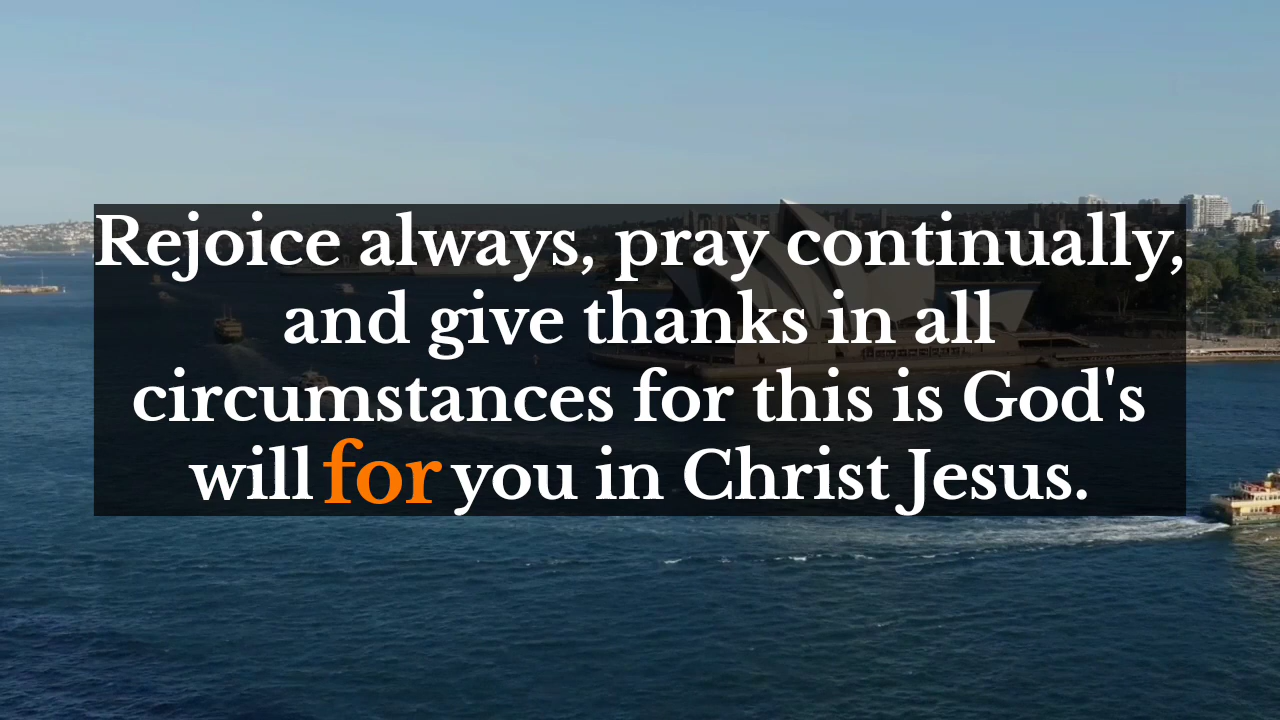 Rejoice always, pray continually,
and give thanks in all
circumstances for this is God's
will for you in Christ Jesus.